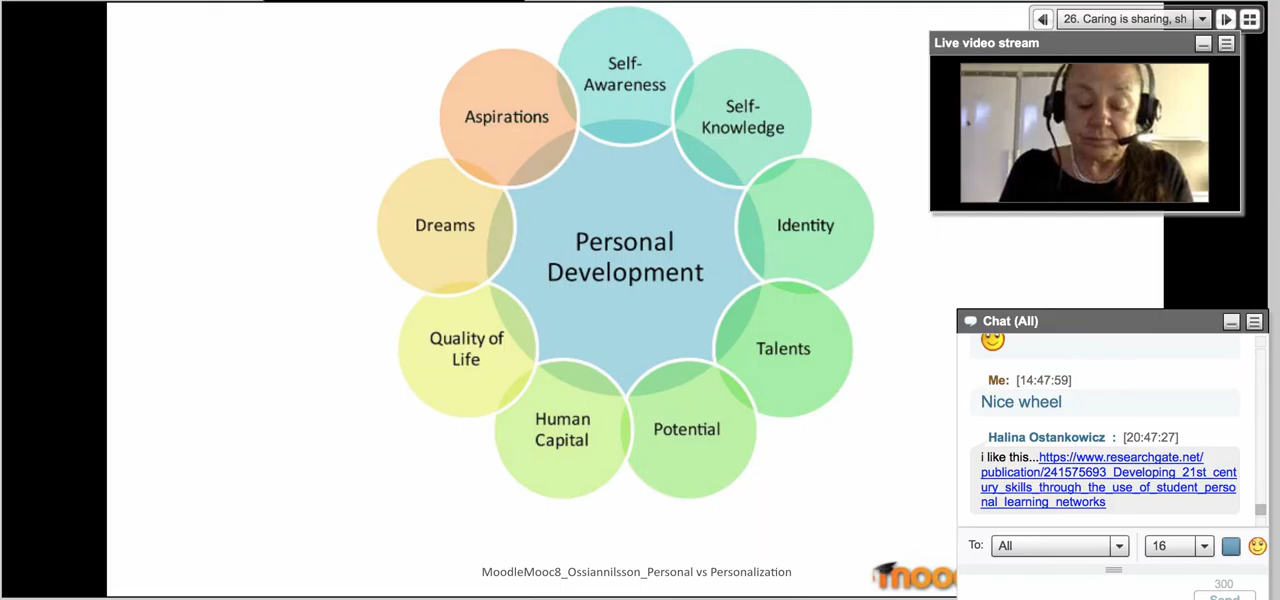 26. Caring is sharing, sh
Live video stream
Self-
Awareness
Self-
Knowledge
Aspirations
Identity
Dreams
Personal
Development
Talents
Quality of
Life
Human
Capital
Potential
MoodleMooc8_Ossiannilsson_Personal vs Personalization
mooc
Chat (All)
Me: [14:47:59]
Nice wheel
Halina Ostankowicz : [20:47:27]
i like this...https://www.researchgate.net/
publication/241575693_Developing_21st_cent
ury_skills_through_the_use_of_student_perso
nal_learning_networks
To: All 16
300
Send